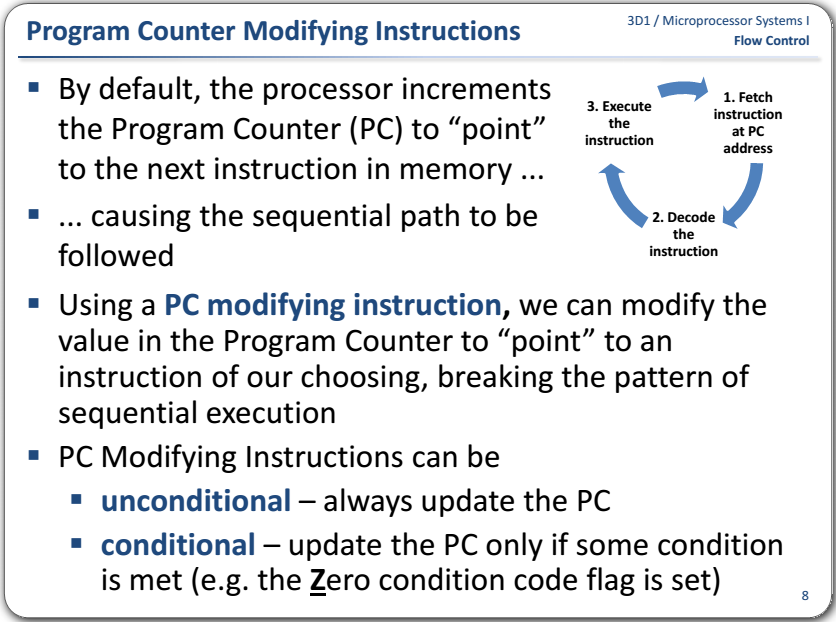 Program Counter Modifying Instructions
3D1 / Microprocessor Systems I
Flow Control
▪ By default, the processor increments
the Program Counter (PC) to “point”
to the next instruction in memory ...
▪ ... causing the sequential path to be
followed
1. Fetch
instruction
at PC
address
2. Decode
the
instruction
3. Execute
the
instruction
▪ Using a PC modifying instruction, we can modify the
value in the Program Counter to “point” to an
instruction of our choosing, breaking the pattern of
sequential execution
▪ PC Modifying Instructions can be
▪ unconditional – always update the PC
▪ conditional – update the PC only if some condition
is met (e.g. the Zero condition code flag is set)
8